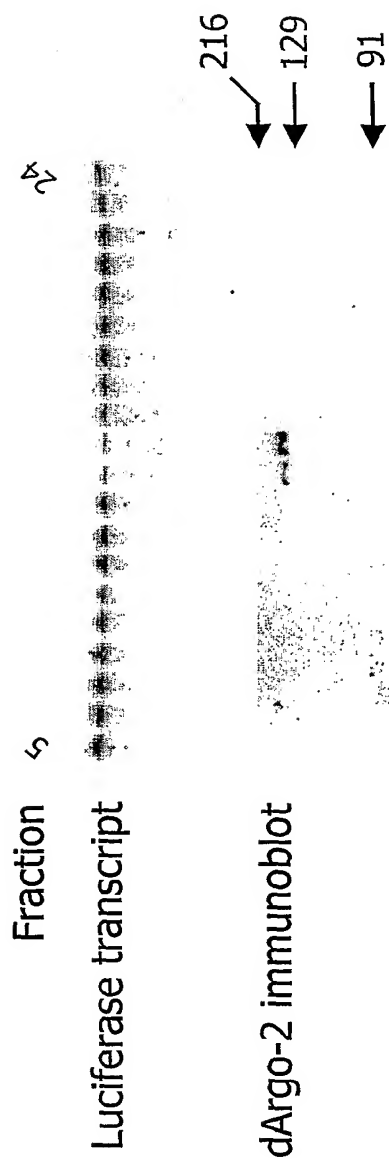 Fraction
5
24
Luciferase transcript
dArgo-2 immunoblot
216
129
91